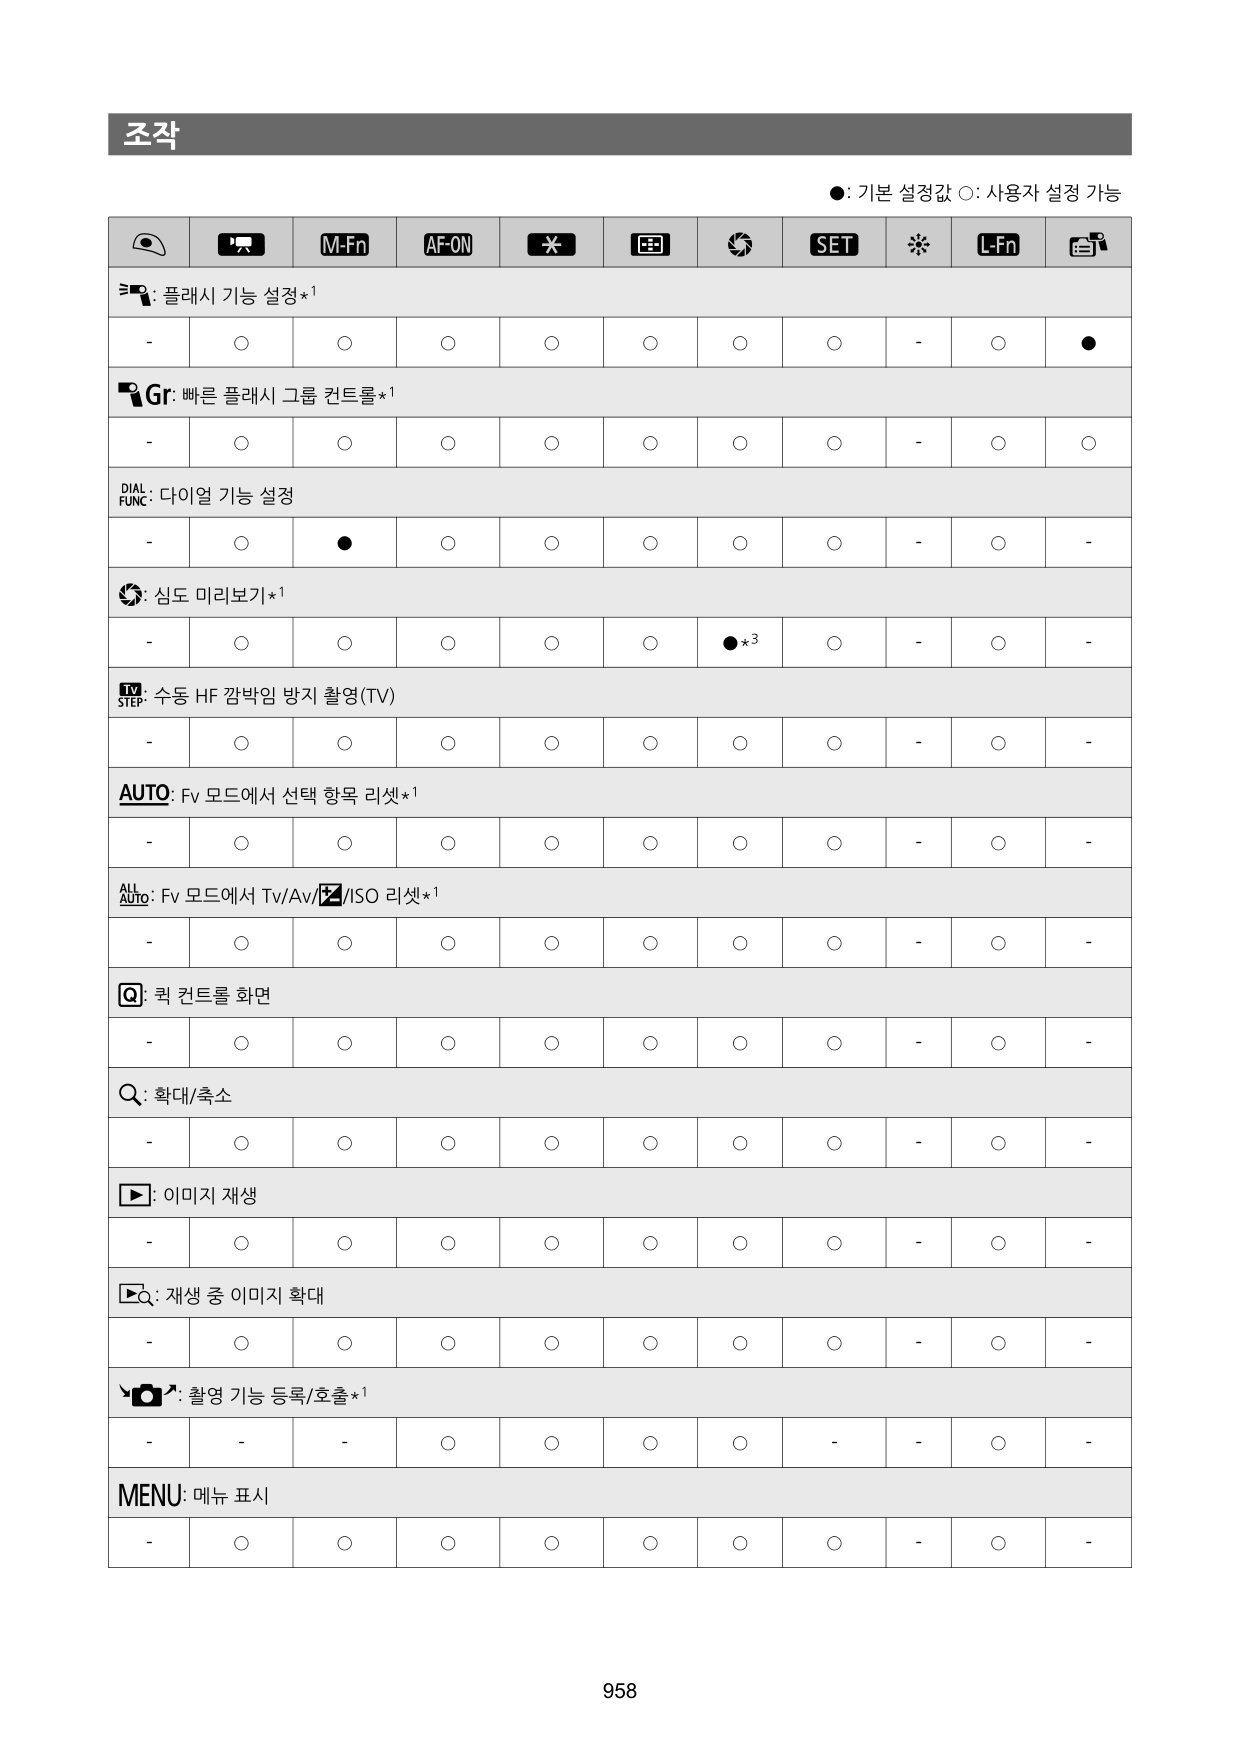 조작
●: 기본 설정값 ○: 사용자 설정 가능
M-Fn AF-ON SET L-Fn
: 플래시 기능 설정*1
- ○ ○ ○ ○ ○ ○ ○ - ○ ●
Gr: 빠른 플래시 그룹 컨트롤*1
- ○ ○ ○ ○ ○ ○ ○ - ○ ○
DIAL FUNC: 다이얼 기능 설정
- ○ ● ○ ○ ○ ○ ○ - ○ -
: 심도 미리보기*1
- ○ ○ ○ ○ ○ ●*3 ○ - ○ -
Tv STEP: 수동 HF 깜박임 방지 촬영(TV)
- ○ ○ ○ ○ ○ ○ ○ - ○ -
AUTO: Fv 모드에서 선택 항목 리셋*1
- ○ ○ ○ ○ ○ ○ ○ - ○ -
ALL AUTO: Fv 모드에서 Tv/Av/ /ISO 리셋*1
- ○ ○ ○ ○ ○ ○ ○ - ○ -
Q: 퀵 컨트롤 화면
- ○ ○ ○ ○ ○ ○ ○ - ○ -
: 확대/축소
- ○ ○ ○ ○ ○ ○ ○ - ○ -
: 이미지 재생
- ○ ○ ○ ○ ○ ○ ○ - ○ -
: 재생 중 이미지 확대
- ○ ○ ○ ○ ○ ○ ○ - ○ -
: 촬영 기능 등록/호출*1
- - - ○ ○ ○ ○ - - ○ -
MENU: 메뉴 표시
- ○ ○ ○ ○ ○ ○ ○ - ○ -
958